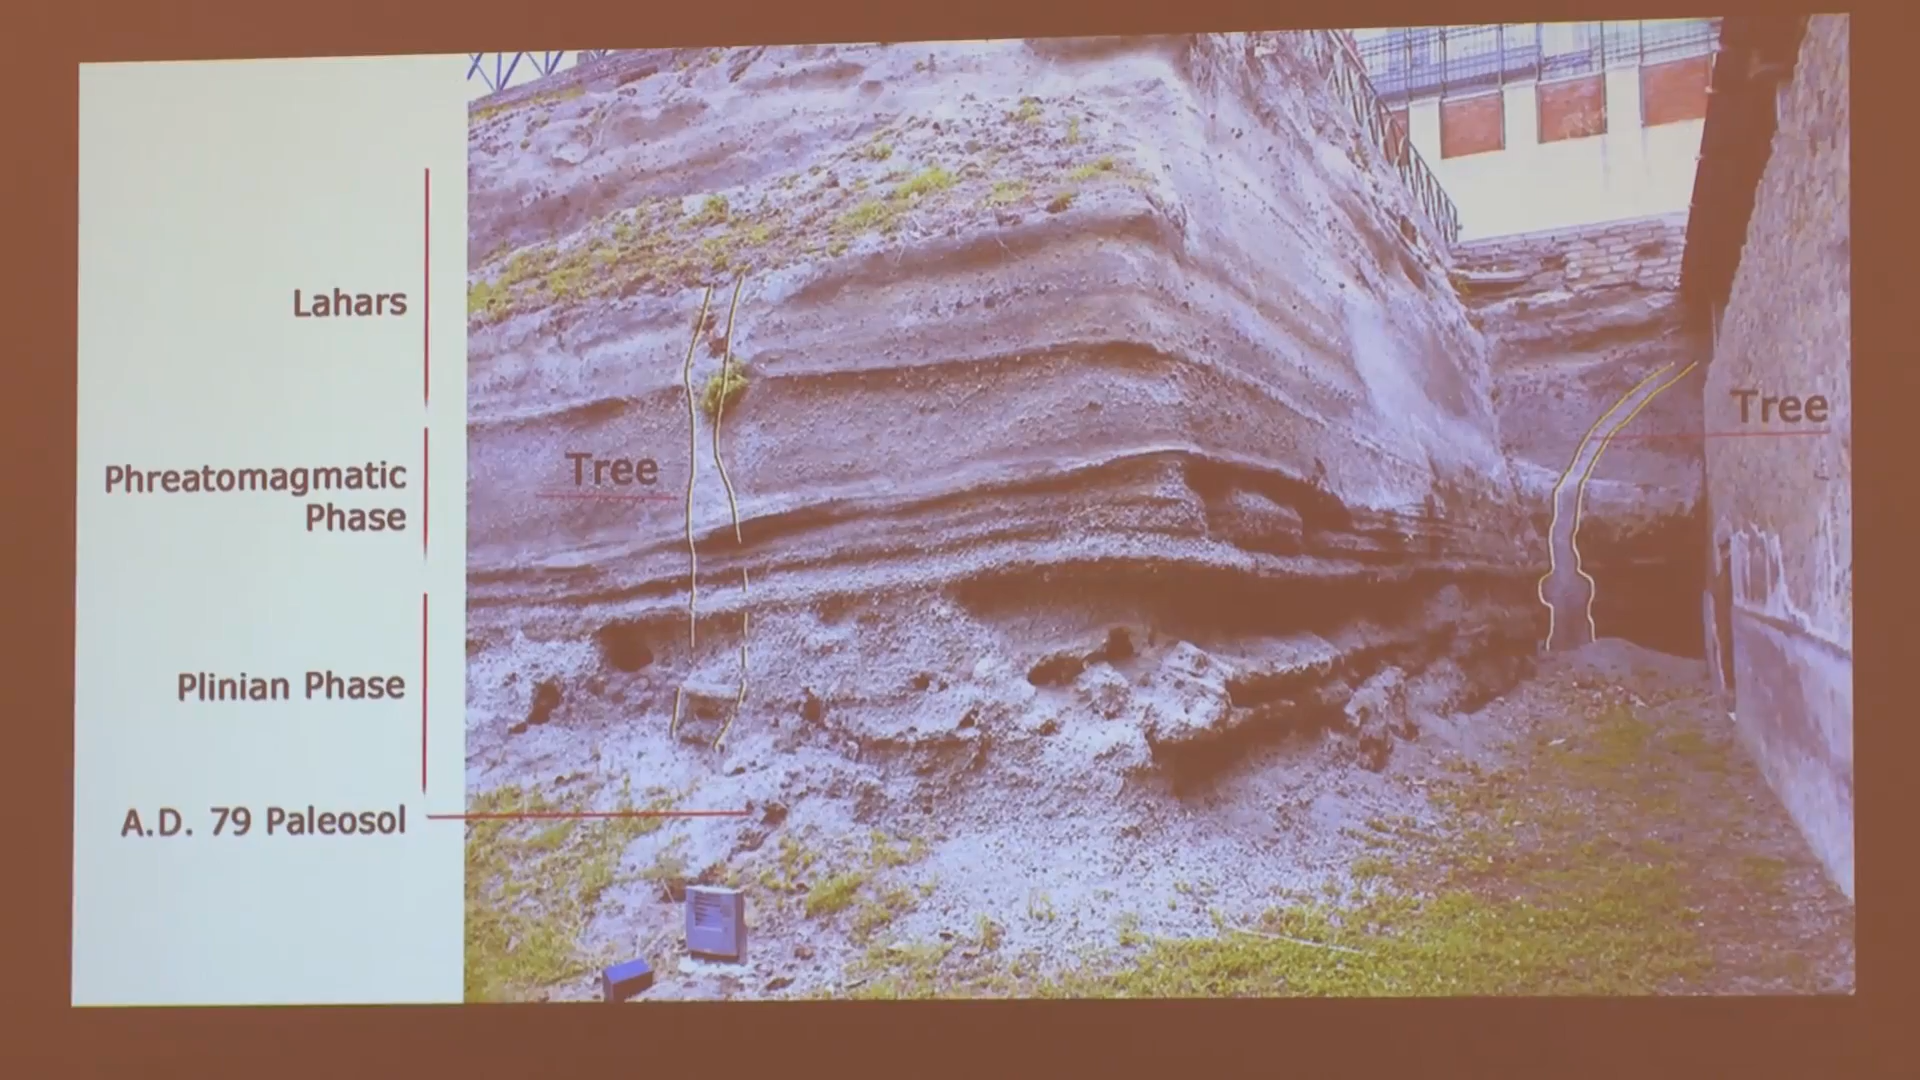 Lahars
Phreatomagmatic
Phase
Plinian Phase
A.D. 79 Paleosol
Tree
Tree